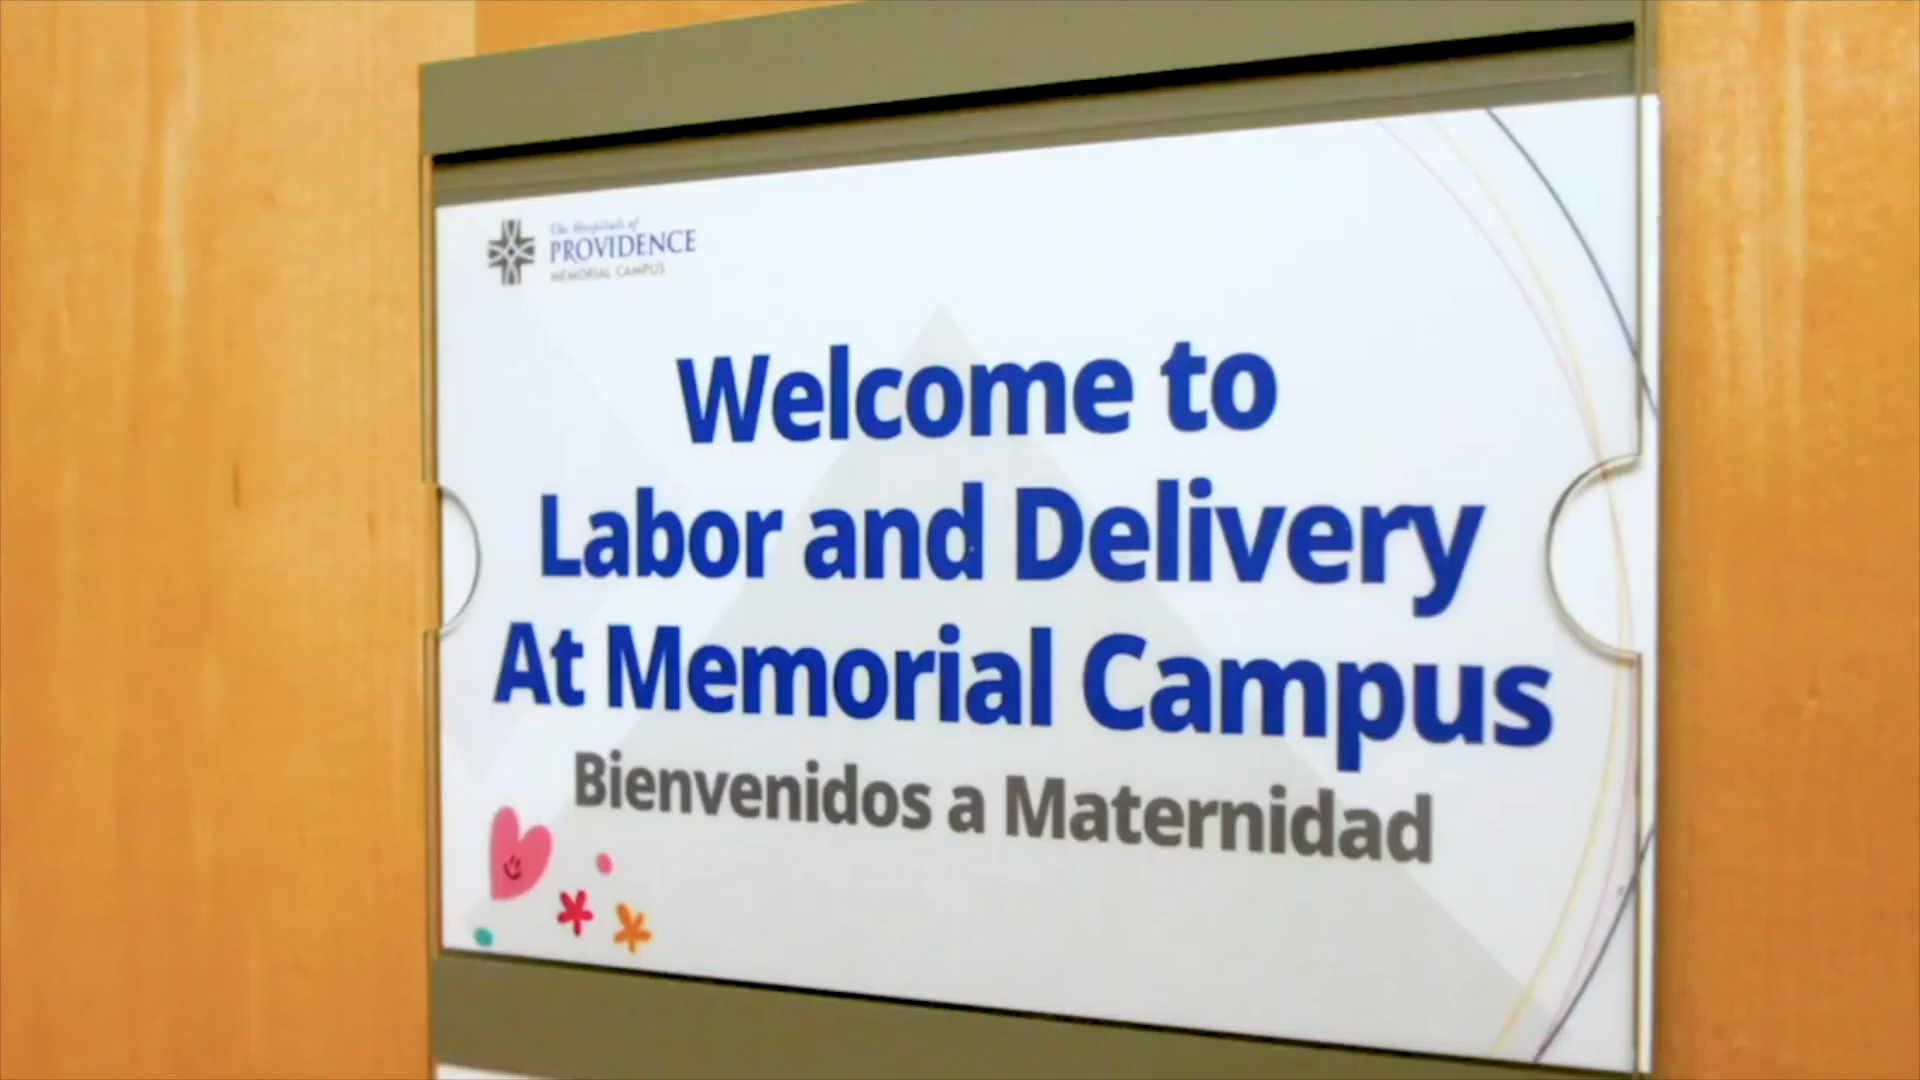 The Hospitals of
PROVIDENCE
MEMORIAL CAMPUS
Welcome to
Labor and Delivery
At Memorial Campus
Bienvenidos a Maternidad